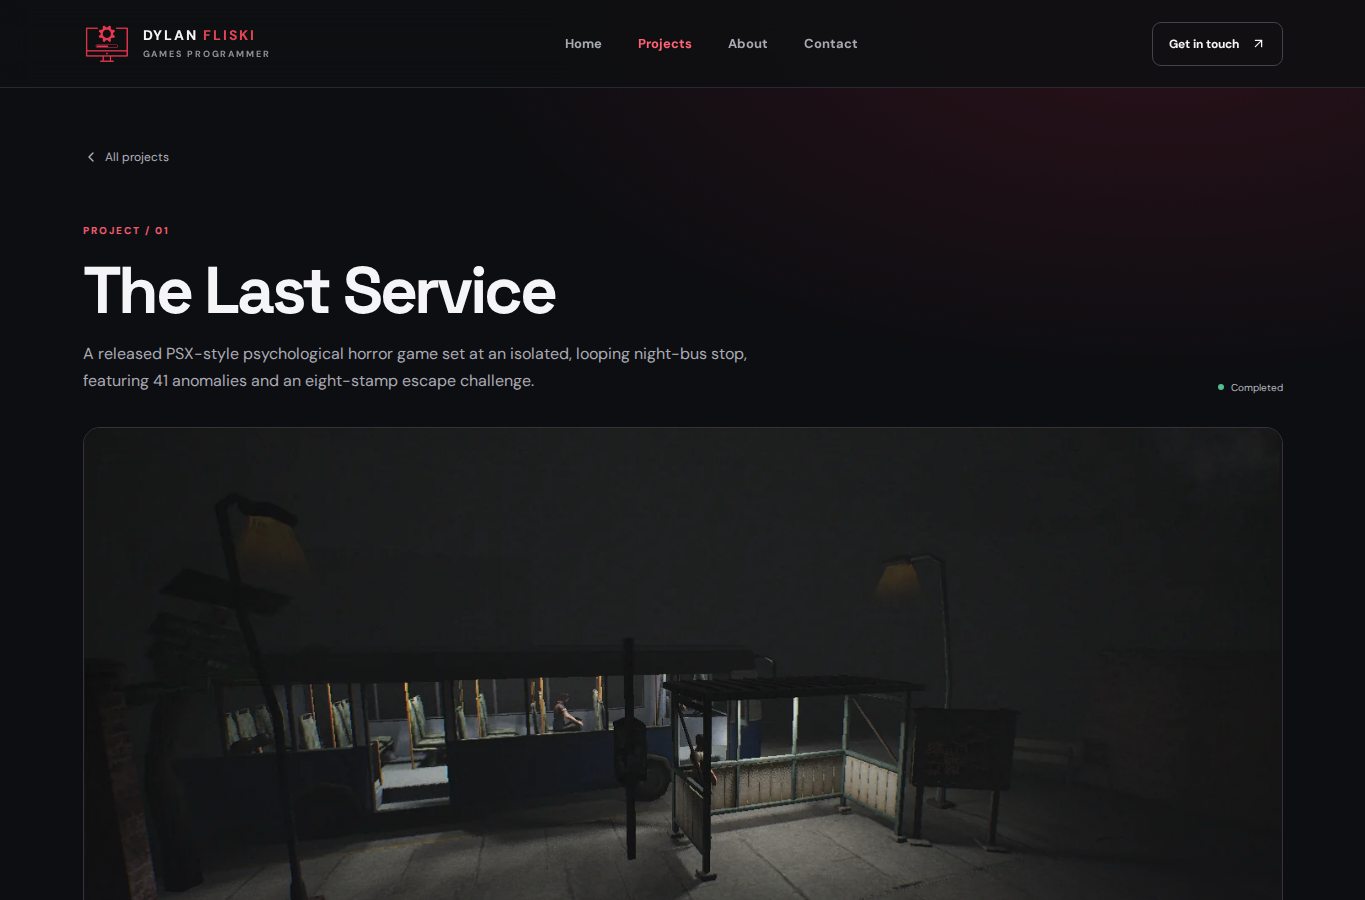 DYLAN FLISKI
GAMES PROGRAMMER
Home
Projects
About
Contact
Get in touch
All projects
PROJECT / 01
The Last Service
A released PSX-style psychological horror game set at an isolated, looping night-bus stop,
featuring 41 anomalies and an eight-stamp escape challenge.
Completed